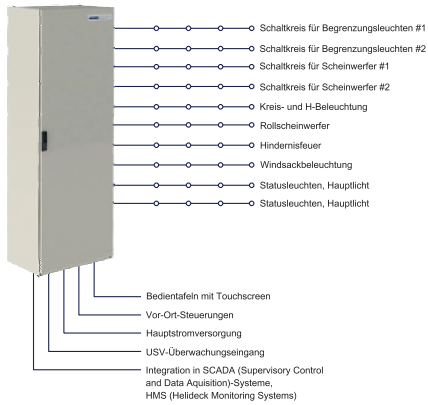 Schaltkreis für Begrenzungsleuchten #1
Schaltkreis für Begrenzungsleuchten #2
Schaltkreis für Scheinwerfer #1
Schaltkreis für Scheinwerfer #2
Kreis- und H-Beleuchtung
Rollscheinwerfer
Hindernisfeuer
Windsackbeleuchtung
Statusleuchten, Hauptlicht
Statusleuchten, Hauptlicht
Bedientafeln mit Touchscreen
Vor-Ort-Steuerungen
Hauptstromversorgung
USV-Überwachungseingang
Integration in SCADA (Supervisory Control
and Data Aquisition)-Systeme,
HMS (Helideck Monitoring Systems)